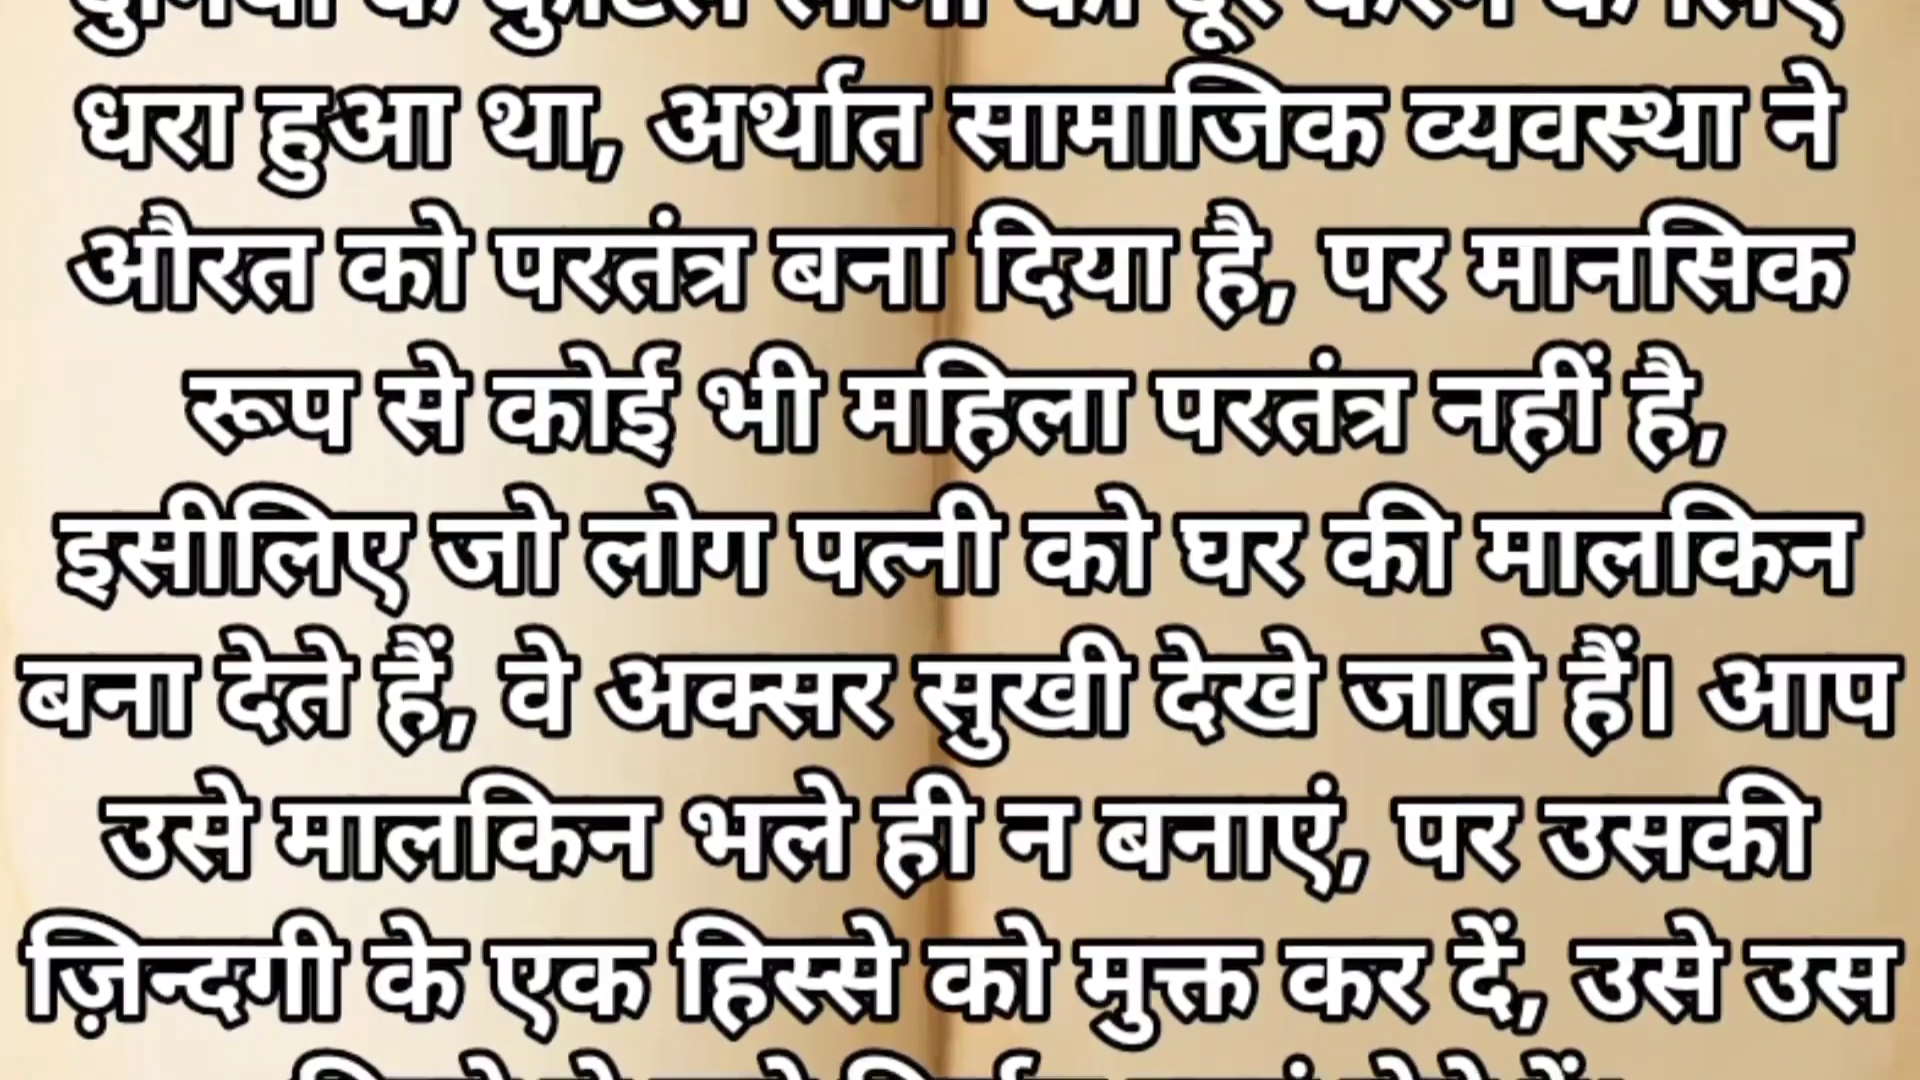 दुनिया के कुटिल लोगों को दूर करने के लिए
धरा हुआ था, अर्थात सामाजिक व्यवस्था ने
औरत को परतंत्र बना दिया है, पर मानसिक
रूप से कोई भी महिला परतंत्र नहीं है,
इसीलिए जो लोग पत्नी को घर की मालकिन
बना देते हैं, वे अक्सर सुखी देखे जाते हैं। आप
उसे मालकिन भले ही न बनाएं, पर उसकी
ज़िन्दगी के एक हिस्से को मुक्त कर दें, उसे उस